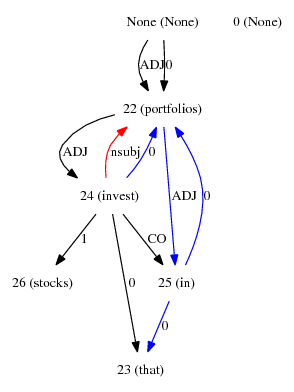 None (None) 0 (None)
ADJ 0
22 (portfolios)
ADJ nsubj 0
ADJ 0
24 (invest)
1 CO
26 (stocks) 0 25 (in)
0
23 (that)